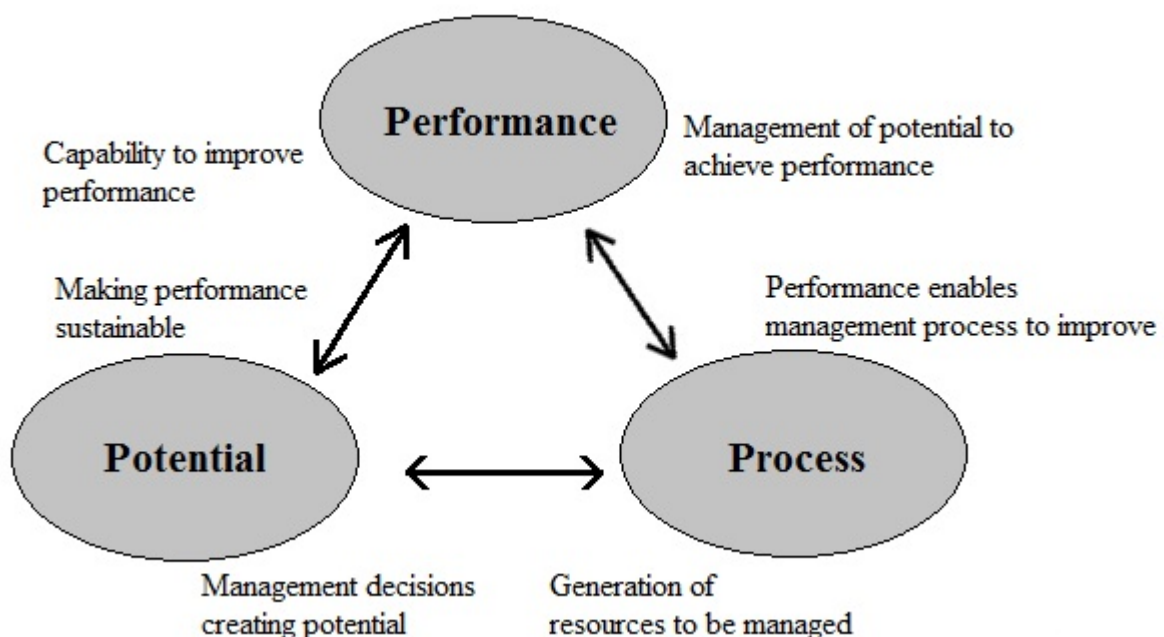 Performance
Capability to improve
performance
Management of potential to
achieve performance
Making performance
sustainable
Performance enables
management process to improve
Potential
Process
Management decisions
creating potential
Generation of
resources to be managed